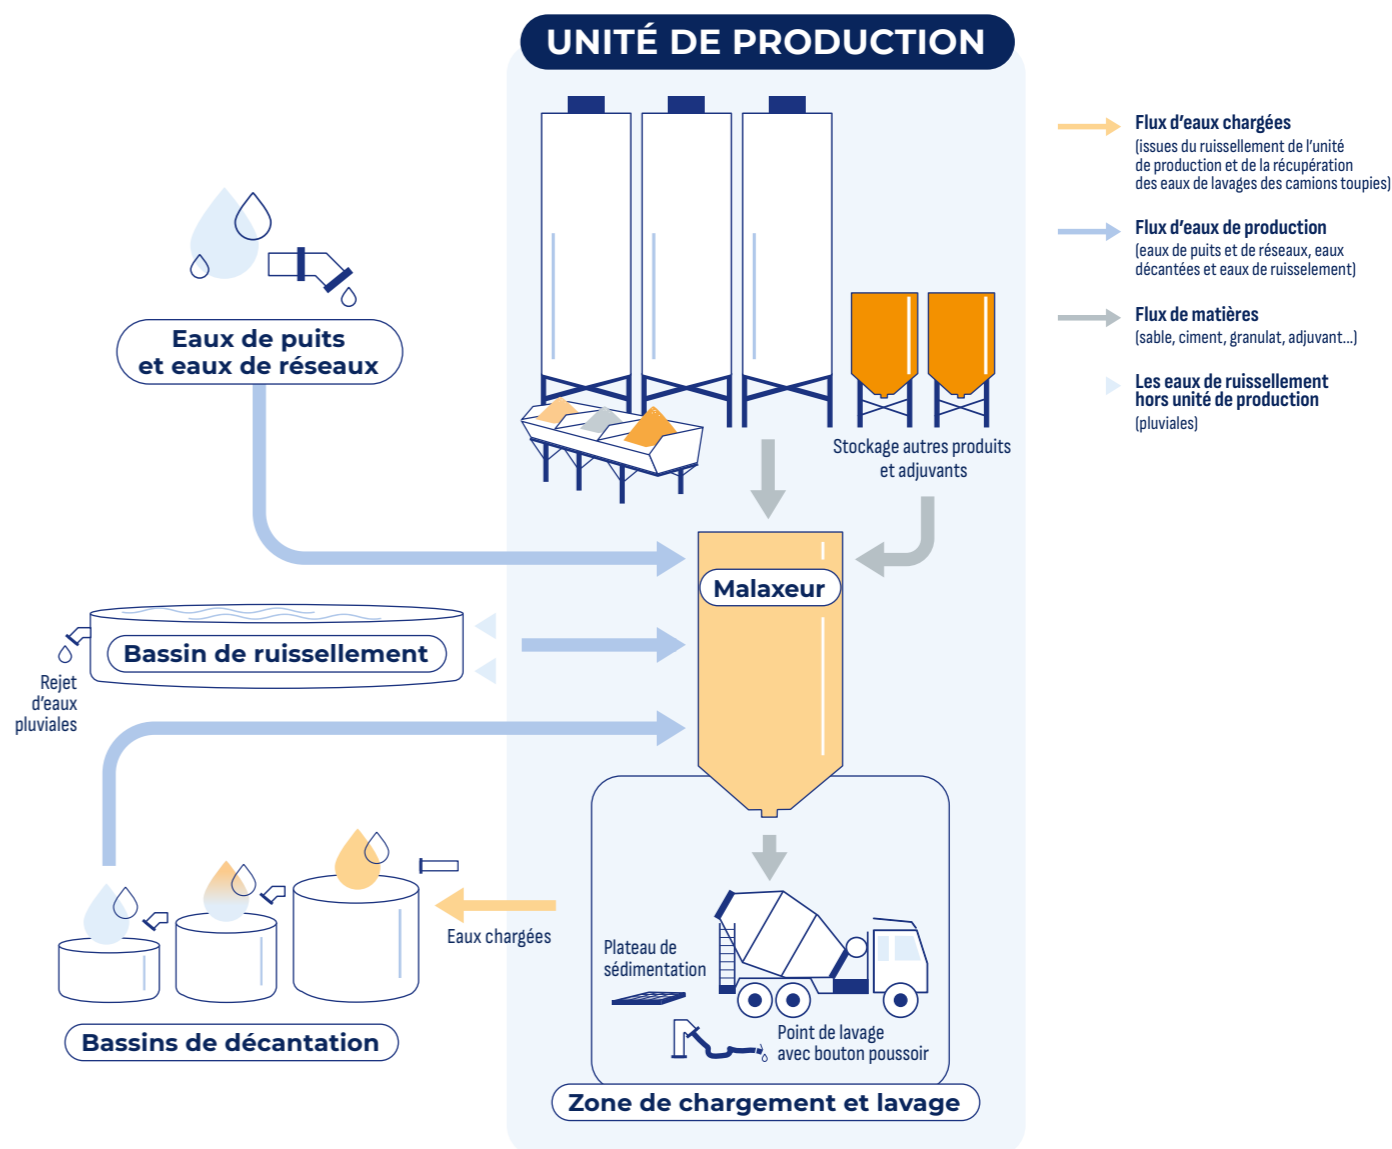 UNITÉ DE PRODUCTION
Flux d'eaux chargées
(issues du ruissellement de l'unité
de production et de la récupération
des eaux de lavages des camions toupies)
Flux d'eaux de production
(eaux de puits et de réseaux, eaux
décantées et eaux de ruisselement)
Flux de matières
(sable, ciment, granulat, adjuvant...)
Les eaux de ruissellement
hors unité de production
(pluviales)
Eaux de puits
et eaux de réseaux
Stockage autres produits
et adjuvants
Malaxeur
Bassin de ruissellement
Rejet
d'eaux
pluviales
Eaux chargées
Bassins de décantation
Plateau de
sédimentation
Point de lavage
avec bouton poussoir
Zone de chargement et lavage